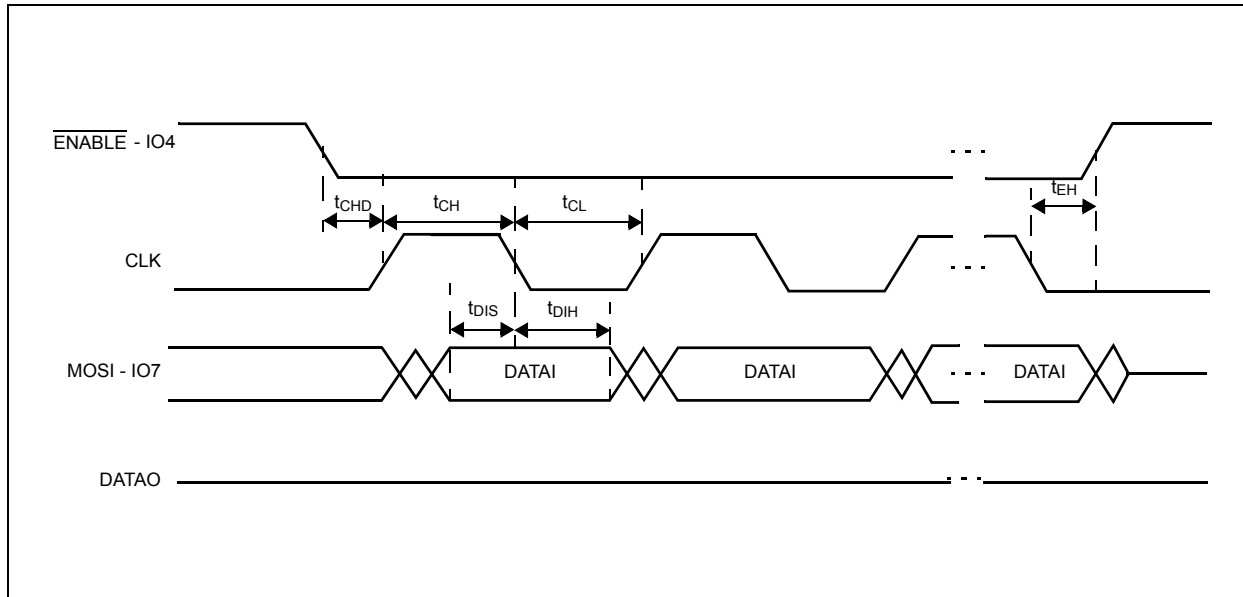 ENABLE - IO4
tEH
tCHD
tCH
tCL
CLK
tDIS
tDIH
MOSI - IO7
DATAI
DATAI
DATAI
DATAO